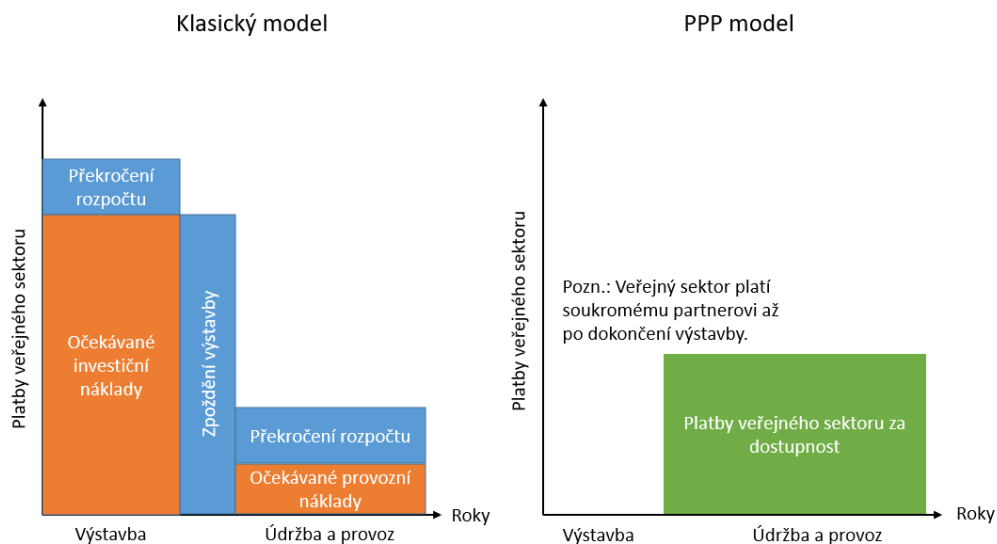 Klasický model
Platby veřejného sektoru
Překročení
rozpočtu
Očekávané
investiční
náklady
Zpoždění výstavby
Překročení rozpočtu
Očekávané provozní
náklady
Roky
Výstavba
Údržba a provoz
PPP model
Platby veřejného sektoru
Pozn.: Veřejný sektor platí
soukromému partnerovi až
po dokončení výstavby.
Platby veřejného sektoru za
dostupnost
Roky
Výstavba
Údržba a provoz